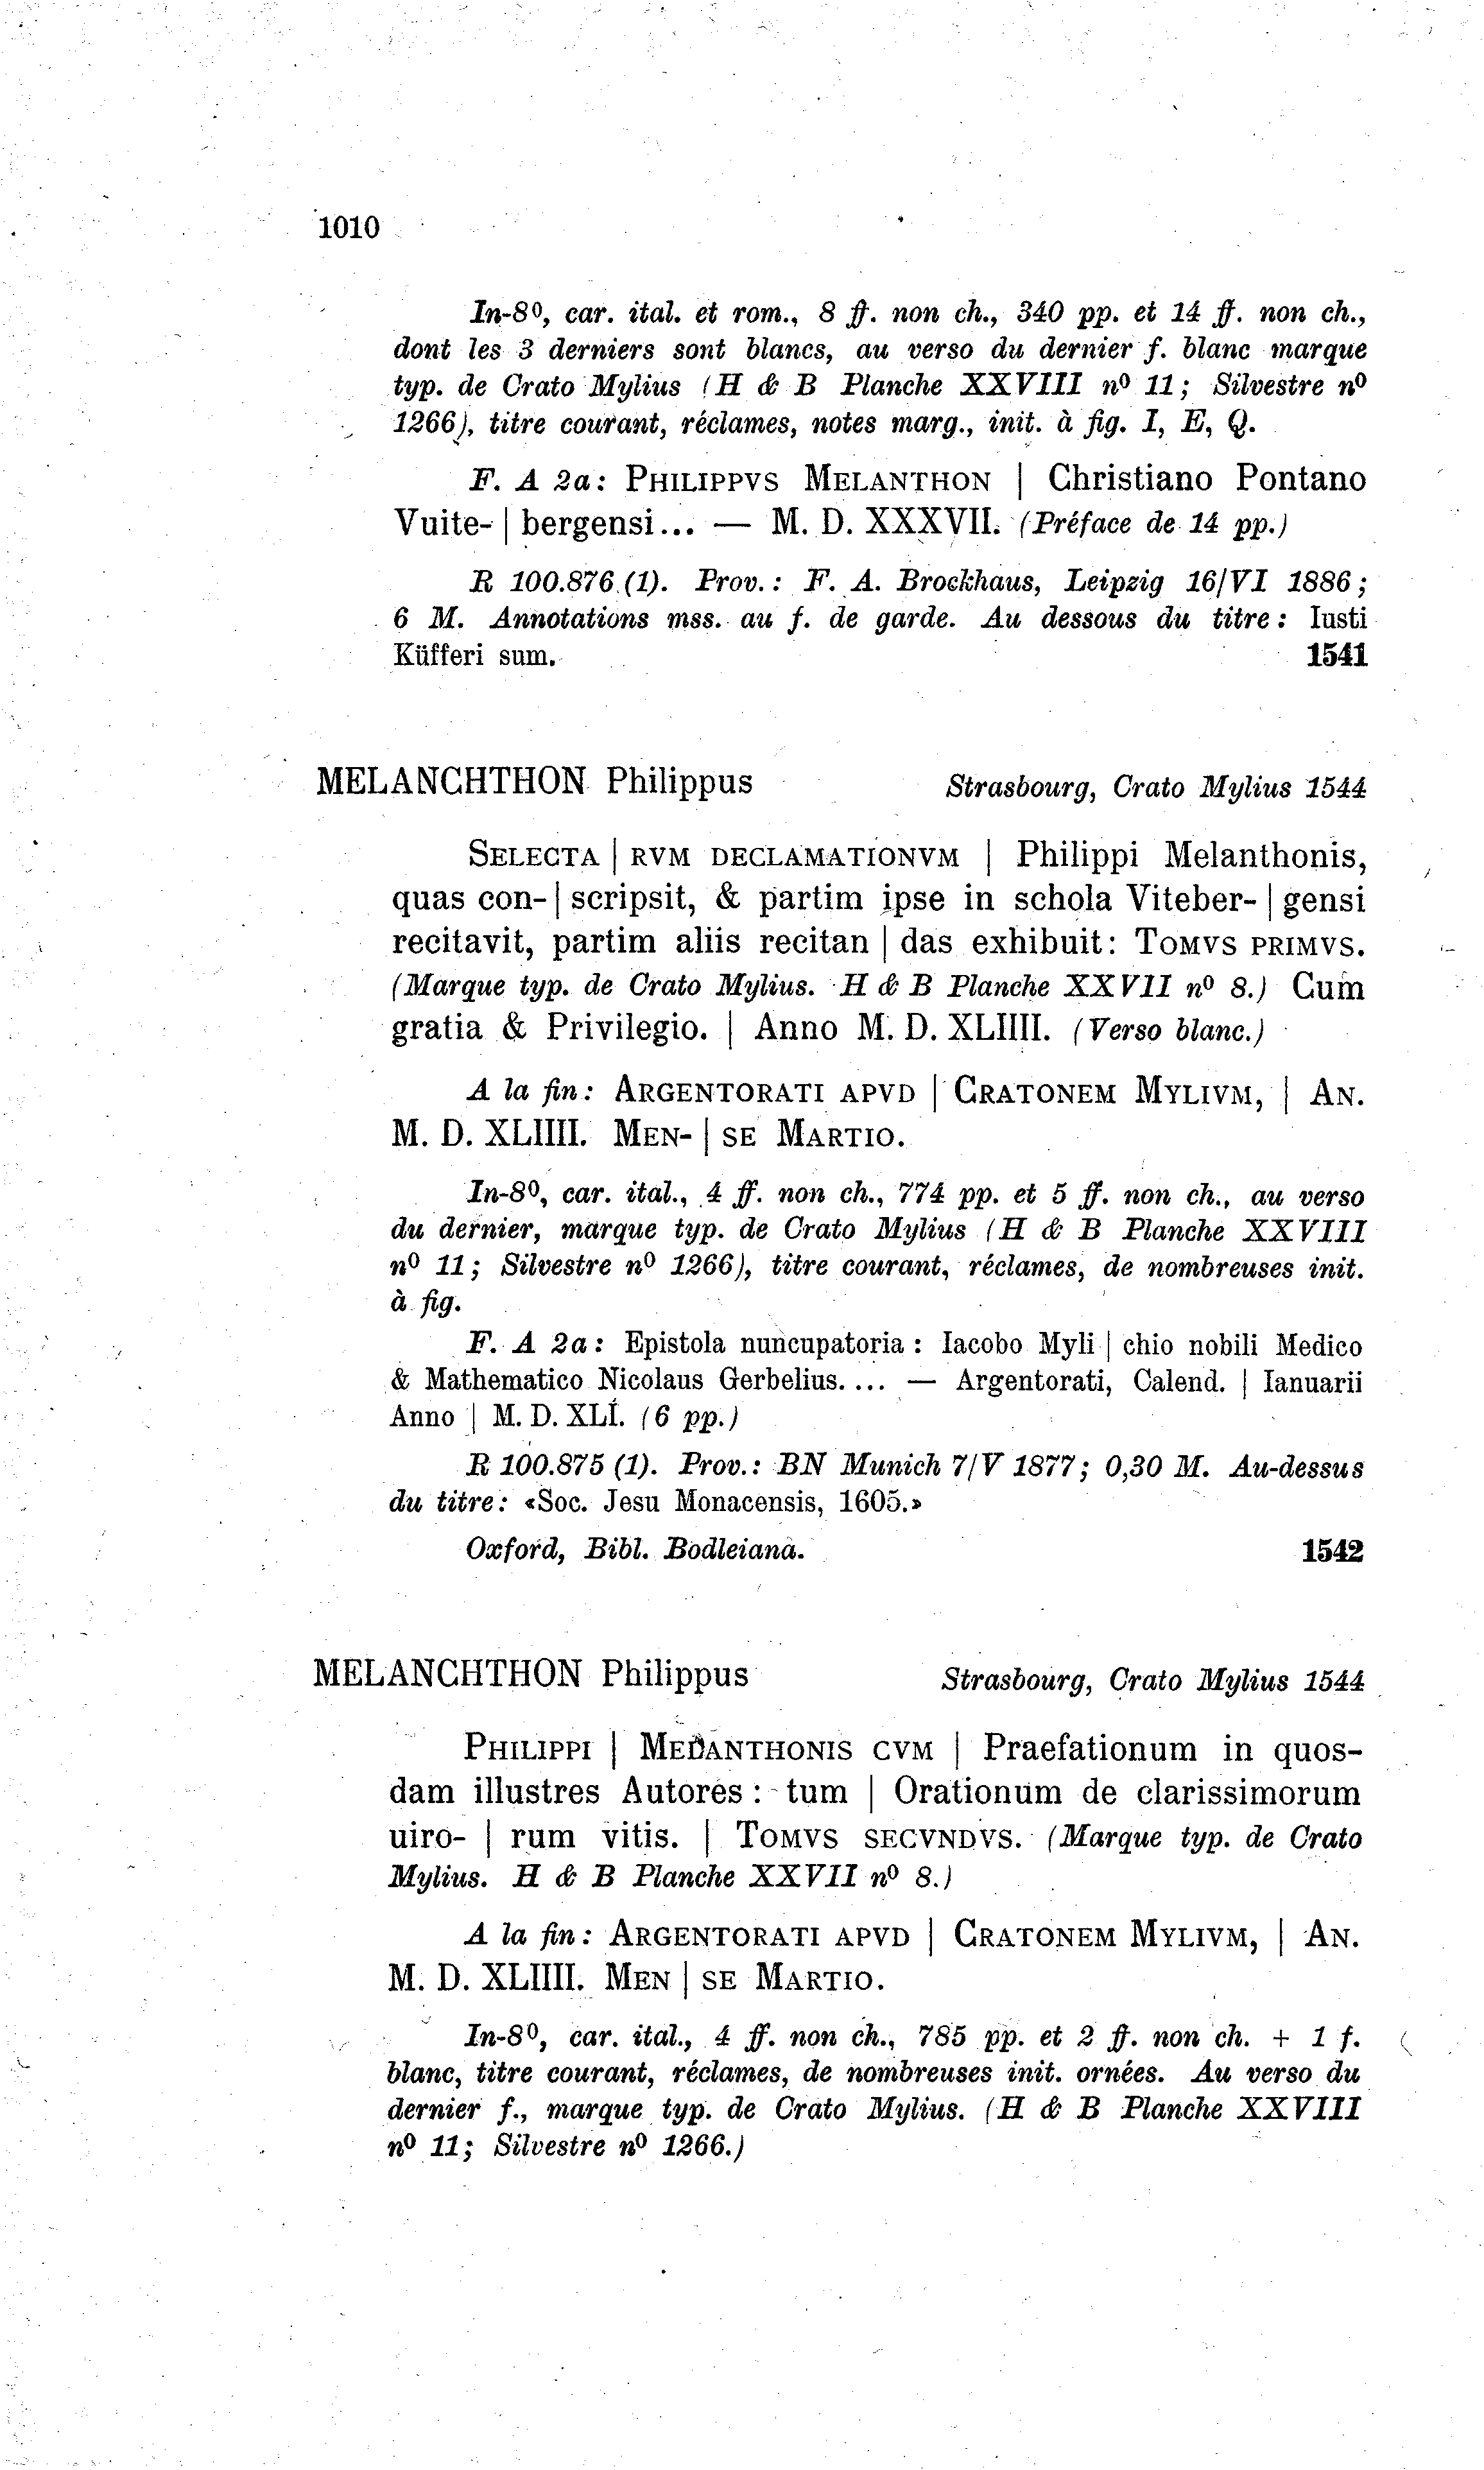 1010
In-8º, car. ital. et rom., 8 ff. non ch., 340 pp. et 14 ff. non ch.,
dont les 3 derniers sont blancs, au verso du dernier f. blanc marque
typ. de Crato Mylius (H & B Planche XXVIII nº 11; Silvestre nº
1266), titre courant, réclames, notes marg., init. à fig. I, E, Q.
F. A 2a: PHILIPPVS MELANTHON | Christiano Pontano
Vuite- | bergensi... — M. D. XXXVII. (Préface de 14 pp.)
R 100.876 (1). Prov.: F. A. Brockhaus, Leipzig 16/VI 1886;
6 M. Annotations mss. au f. de garde. Au dessous du titre: Iusti
Küfferi sum. 1541
MELANCHTHON Philippus Strasbourg, Crato Mylius 1544
SELECTA | RVM DECLAMATIONVM | Philippi Melanthonis,
quas con- | scripsit, & partim ipse in schola Viteber- | gensi
recitavit, partim aliis recitan | das exhibuit: TOMVS PRIMVS.
(Marque typ. de Crato Mylius. H & B Planche XXVII nº 8.) Cum
gratia & Privilegio. | Anno M. D. XLIIII. (Verso blanc.)
A la fin: ARGENTORATI APVD | CRATONEM MYLIVM, | AN.
M. D. XLIIII. MEN- | SE MARTIO.
In-8º, car. ital., 4 ff. non ch., 774 pp. et 5 ff. non ch., au verso
du dernier, marque typ. de Crato Mylius (H & B Planche XXVIII
nº 11; Silvestre nº 1266), titre courant, réclames, de nombreuses init.
à fig.
F. A 2a: Epistola nuncupatoria: Iacobo Myli | chio nobili Medico
& Mathematico Nicolaus Gerbelius.... — Argentorati, Calend. | Ianuarii
Anno | M. D. XLI. (6 pp.)
R 100.875 (1). Prov.: BN Munich 7/V 1877; 0,30 M. Au-dessus
du titre: «Soc. Jesu Monacensis, 1605.»
Oxford, Bibl. Bodleiana. 1542
MELANCHTHON Philippus Strasbourg, Crato Mylius 1544
PHILIPPI | MELANTHONIS CVM | Praefationum in quos-
dam illustres Autores: tum | Orationum de clarissimorum
uiro- | rum vitis. | TOMVS SECVNDVS. (Marque typ. de Crato
Mylius. H & B Planche XXVII nº 8.)
A la fin: ARGENTORATI APVD | CRATONEM MYLIVM, | AN.
M. D. XLIIII. MEN | SE MARTIO.
In-8º, car. ital., 4 ff. non ch., 785 pp. et 2 ff. non ch. + 1 f.
blanc, titre courant, réclames, de nombreuses init. ornées. Au verso du
dernier f., marque typ. de Crato Mylius. (H & B Planche XXVIII
nº 11; Silvestre nº 1266.)